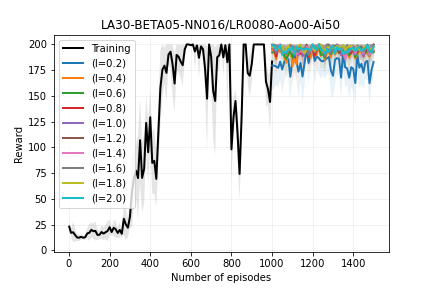 LA30-BETA05-NN016/LR0080-Ao00-Ai50
Reward
200
175
150
125
100
75
50
25
0
Training
(l=0.2)
(l=0.4)
(l=0.6)
(l=0.8)
(l=1.0)
(l=1.2)
(l=1.4)
(l=1.6)
(l=1.8)
(l=2.0)
0 200 400 600 800 1000 1200 1400
Number of episodes